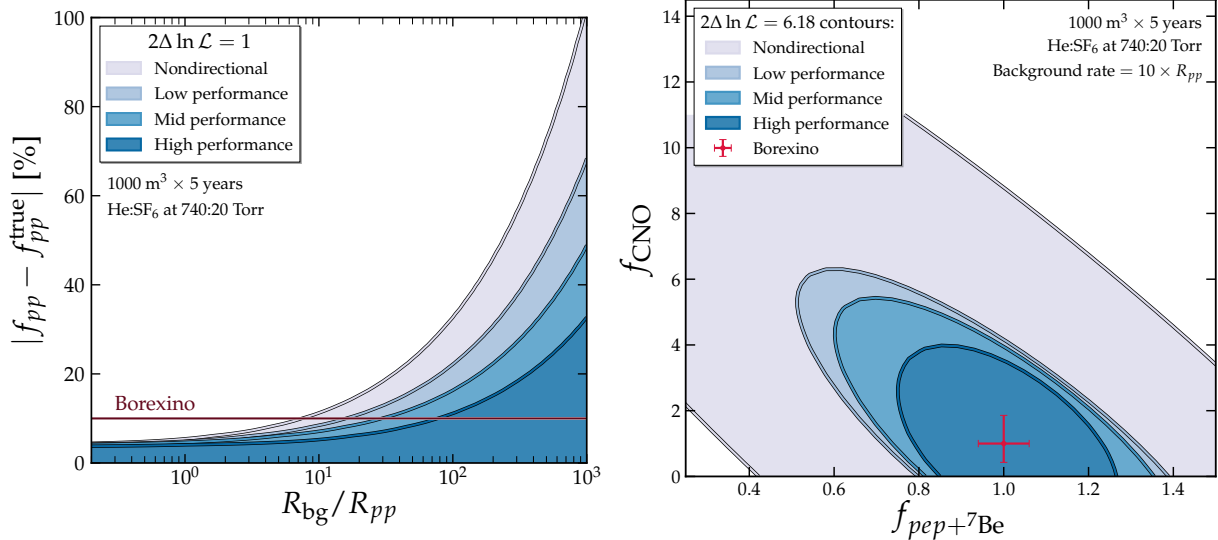 2Δ ln ℒ = 1
Nondirectional
Low performance
Mid performance
High performance
1000 m³ × 5 years
He:SF₆ at 740:20 Torr
Borexino
|f_pp − f_pp^true| [%]
0
20
40
60
80
100
10⁰
10¹
10²
10³
R_bg/R_pp
2Δ ln ℒ = 6.18 contours:
Nondirectional
Low performance
Mid performance
High performance
Borexino
1000 m³ × 5 years
He:SF₆ at 740:20 Torr
Background rate = 10 × R_pp
f_CNO
0
2
4
6
8
10
12
14
0.4
0.6
0.8
1.0
1.2
1.4
f_pep+⁷Be